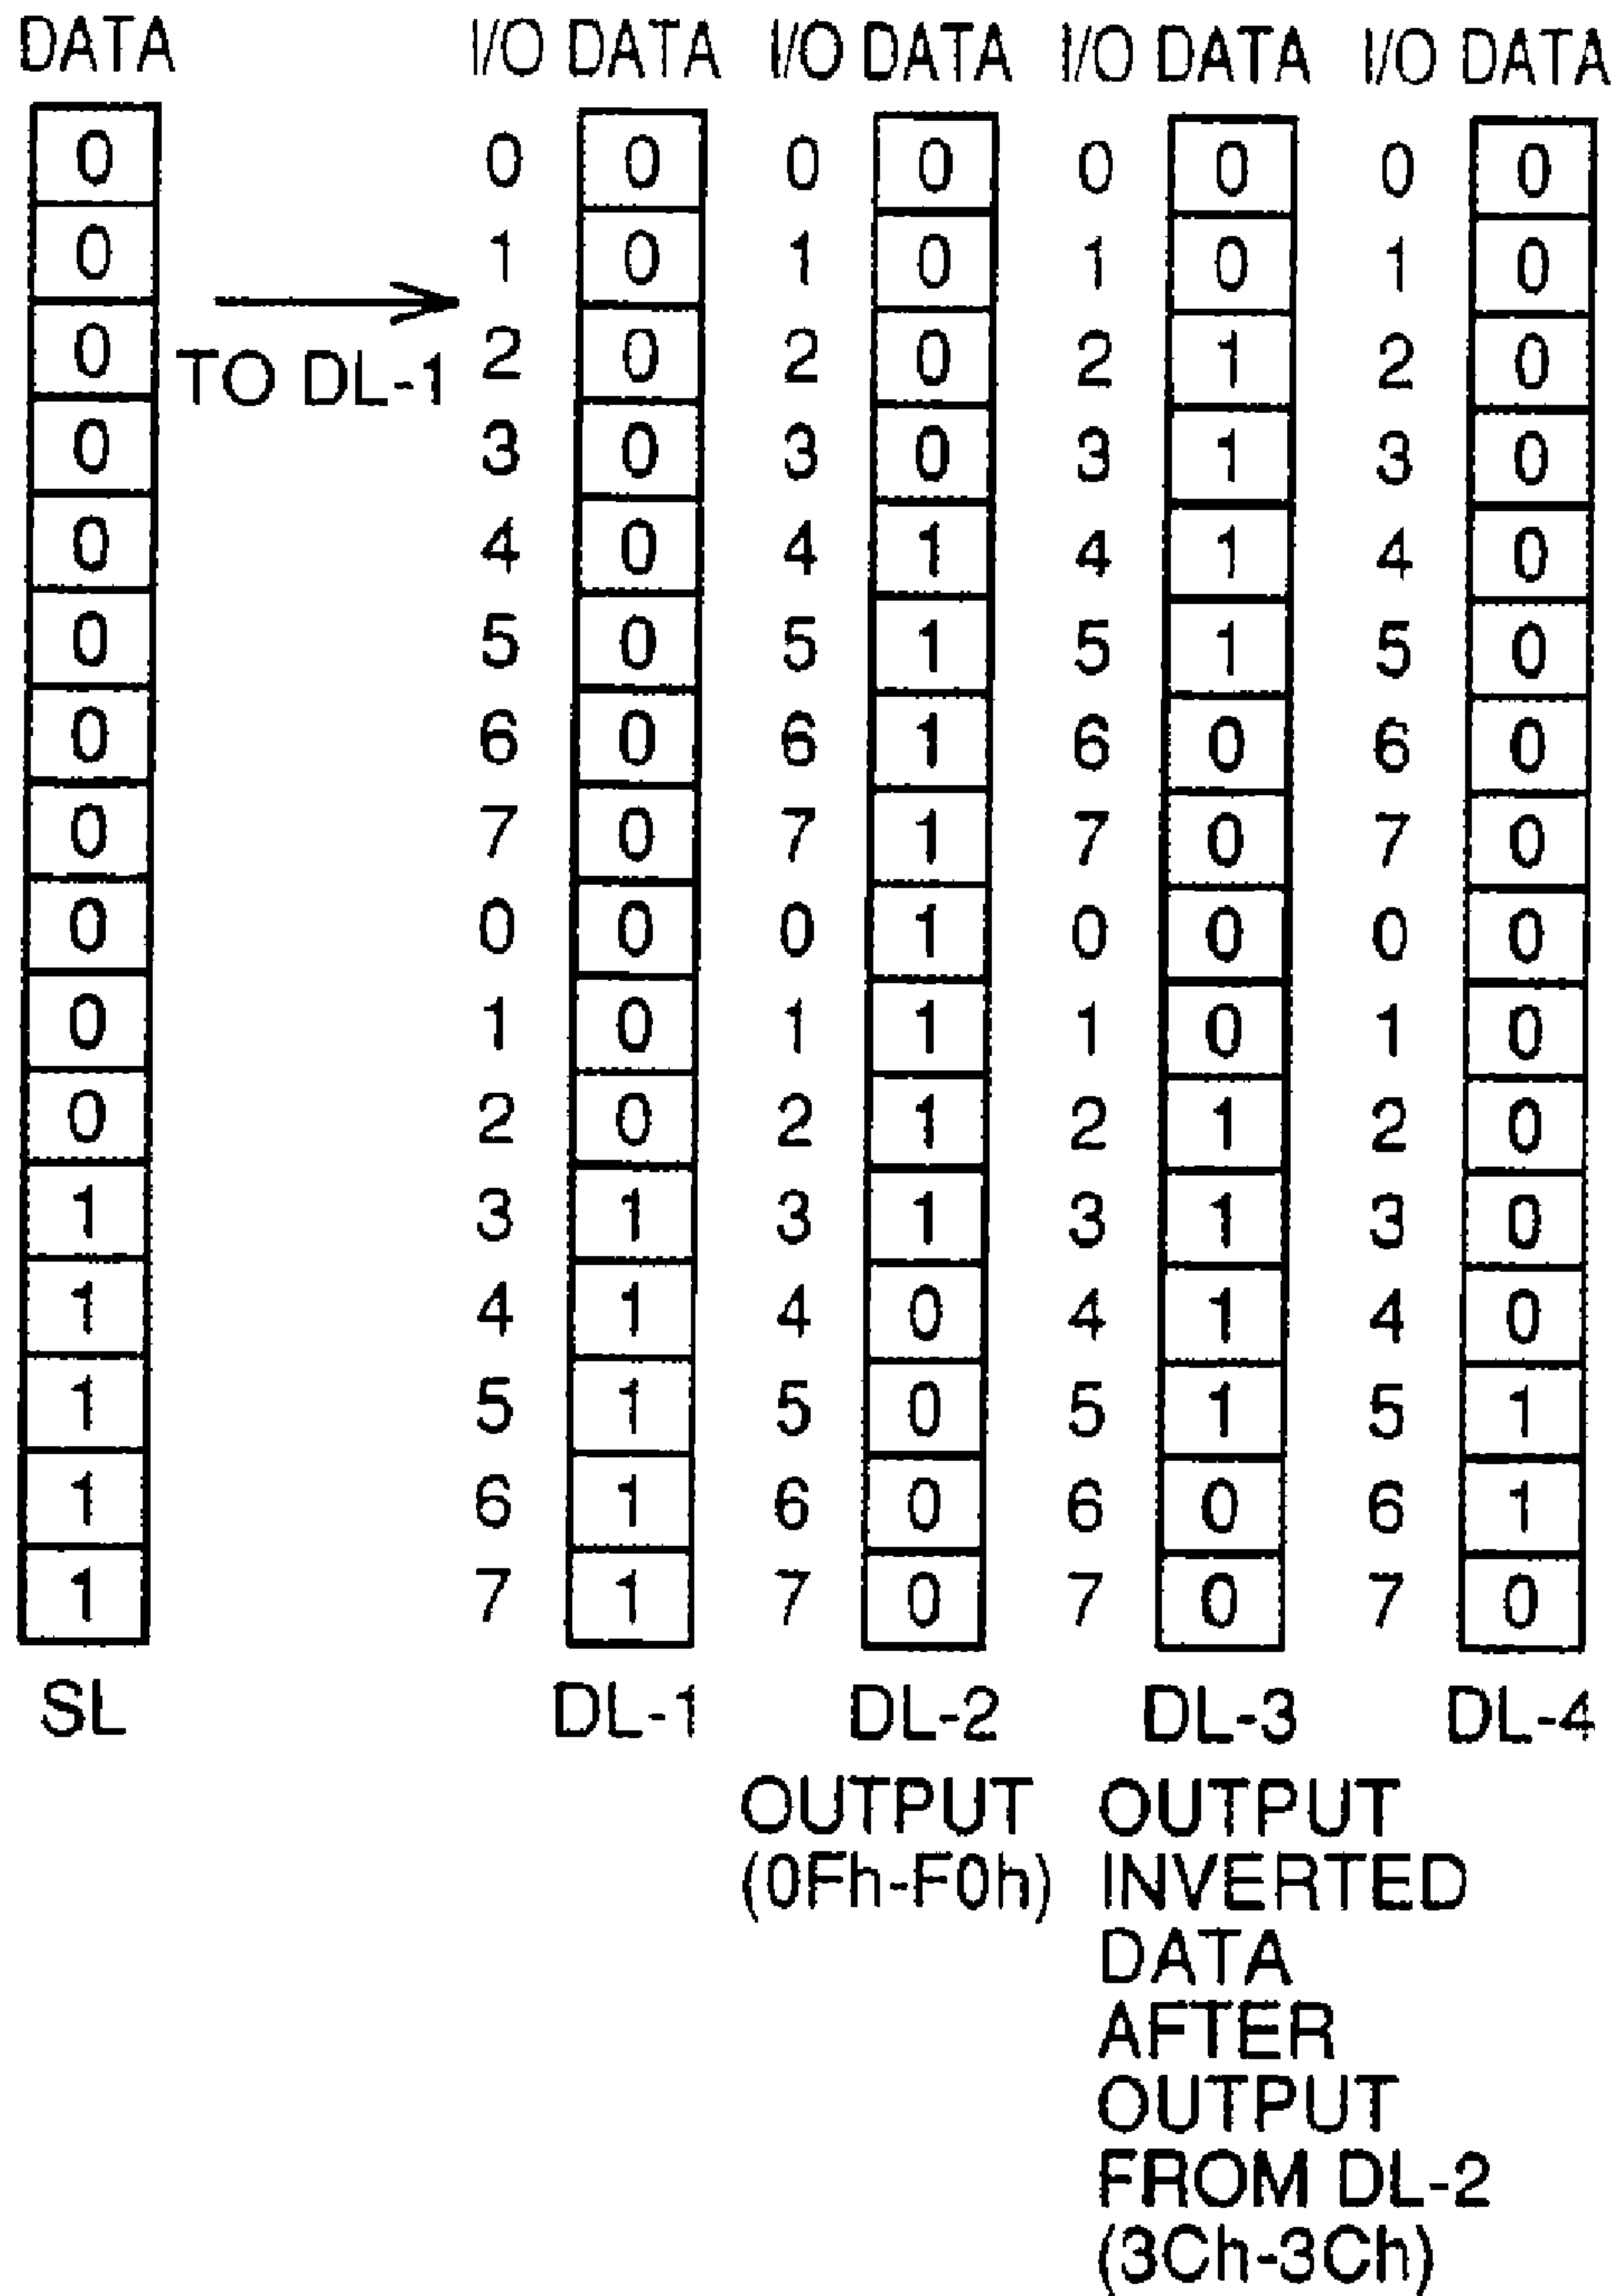 DATA I/O DATA I/O DATA I/O DATA I/O DATA
0 0 0 0 0 0 0 0 0
0 1 0 1 0 1 0 1 0
TO DL-1
0 2 0 2 0 2 1 2 0
0 3 0 3 0 3 1 3 0
0 4 0 4 1 4 1 4 0
0 5 0 5 1 5 1 5 0
0 6 0 6 1 6 0 6 0
0 7 0 7 1 7 0 7 0
0 0 0 0 1 0 0 0 0
0 1 0 1 1 1 0 1 0
0 2 0 2 1 2 1 2 0
1 3 1 3 1 3 1 3 0
1 4 1 4 0 4 1 4 0
1 5 1 5 0 5 1 5 1
1 6 1 6 0 6 0 6 1
1 7 1 7 0 7 0 7 0
SL DL-1 DL-2 DL-3 DL-4
OUTPUT
(0Fh-F0h)
OUTPUT
INVERTED
DATA
AFTER
OUTPUT
FROM DL-2
(3Ch-3Ch)